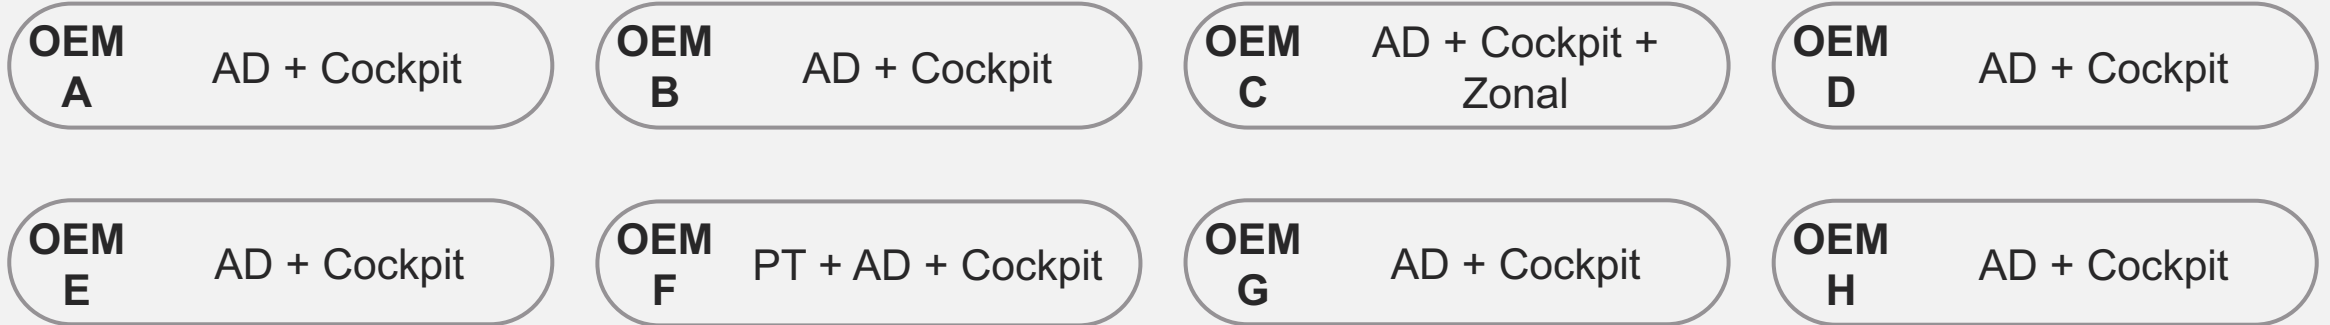 OEM
A
AD + Cockpit
OEM
B
AD + Cockpit
OEM
C
AD + Cockpit +
Zonal
OEM
D
AD + Cockpit
OEM
E
AD + Cockpit
OEM
F
PT + AD + Cockpit
OEM
G
AD + Cockpit
OEM
H
AD + Cockpit